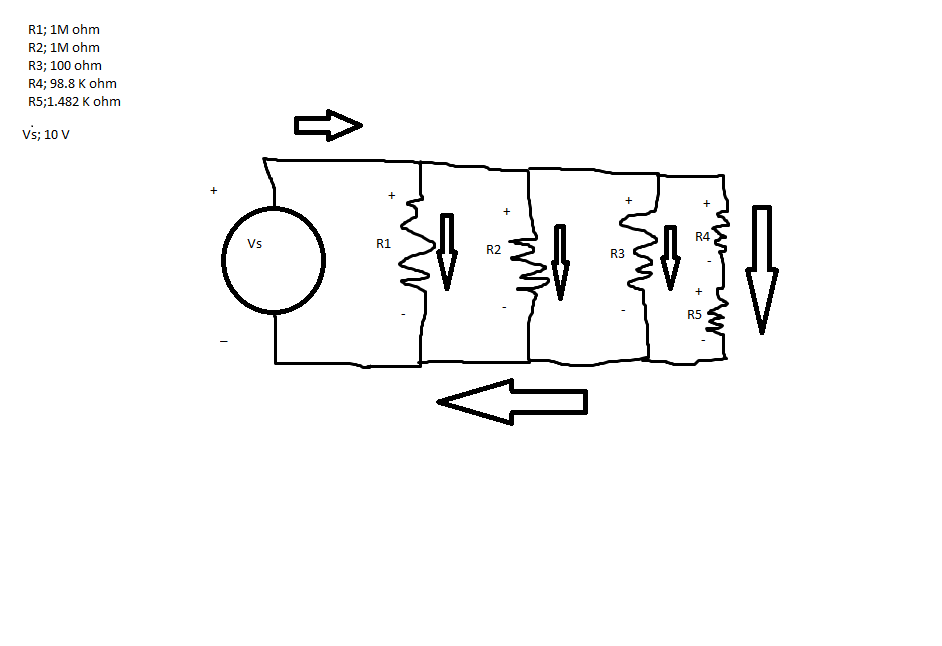 R1; 1M ohm
R2; 1M ohm
R3; 100 ohm
R4; 98.8 K ohm
R5;1.482 K ohm
Vs; 10 V
+
Vs
–
+
R1
-
+
R2
-
+
R3
-
+
R4
-
+
R5
-